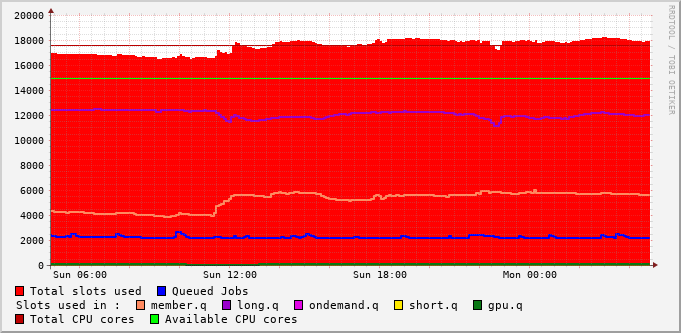 20000
18000
16000
14000
12000
10000
8000
6000
4000
2000
0
Sun 06:00 Sun 12:00 Sun 18:00 Mon 00:00
RRDTOOL / TOBI OETIKER
Total slots used Queued Jobs
Slots used in : member.q long.q ondemand.q short.q gpu.q
Total CPU cores Available CPU cores